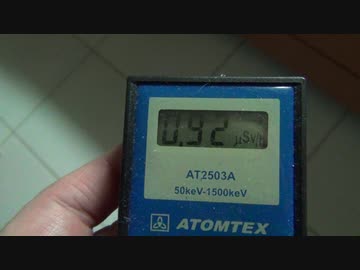 0.92 μSv/h
AT2503A
50keV-1500keV
ATOMTEX